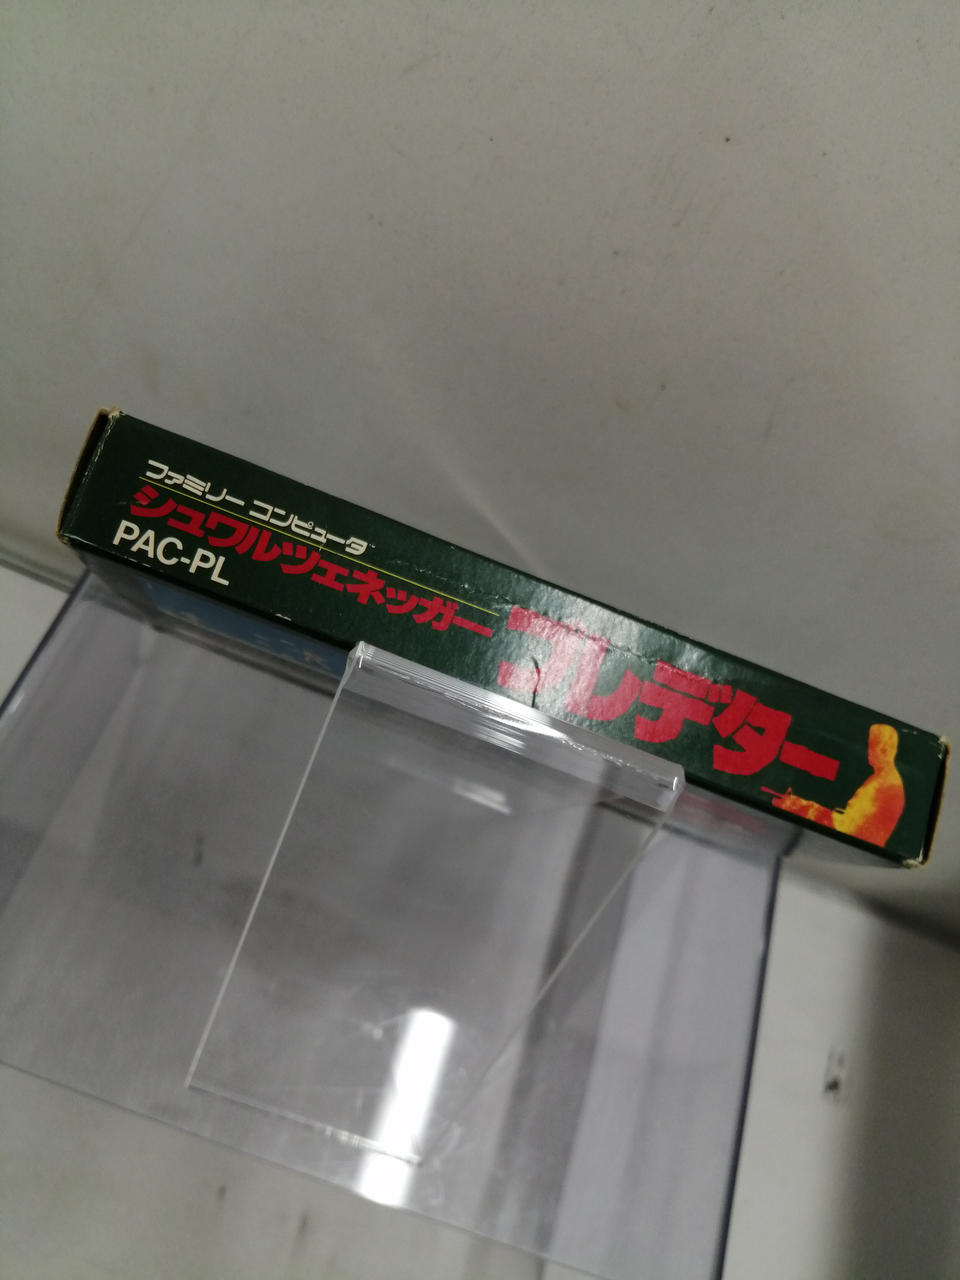 ファミリー コンピュータ™
シュワルツェネッガー
プレデター
PAC-PL